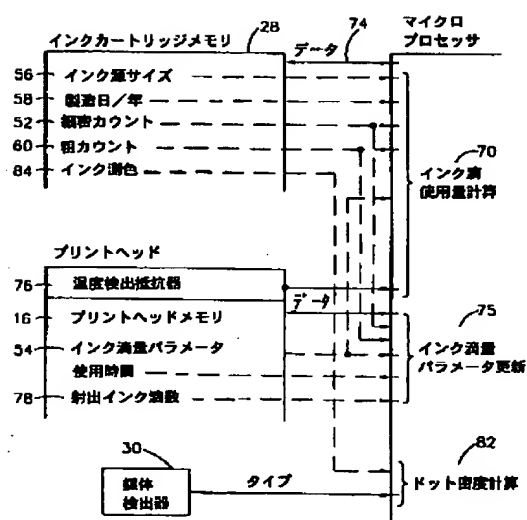 インクカートリッジメモリ
28
74
マイクロ
プロセッサ
データ
56 インク源サイズ
58 製造日/年
52 細密カウント
60 粗カウント
84 インク測色
70
インク滴
使用量計算
プリントヘッド
76 温度検出抵抗器
データ
16 プリントヘッドメモリ
54 インク滴量パラメータ
使用時間
78 射出インク滴数
75
インク滴量
パラメータ更新
30
媒体
検出器
タイプ
82
ドット密度計算